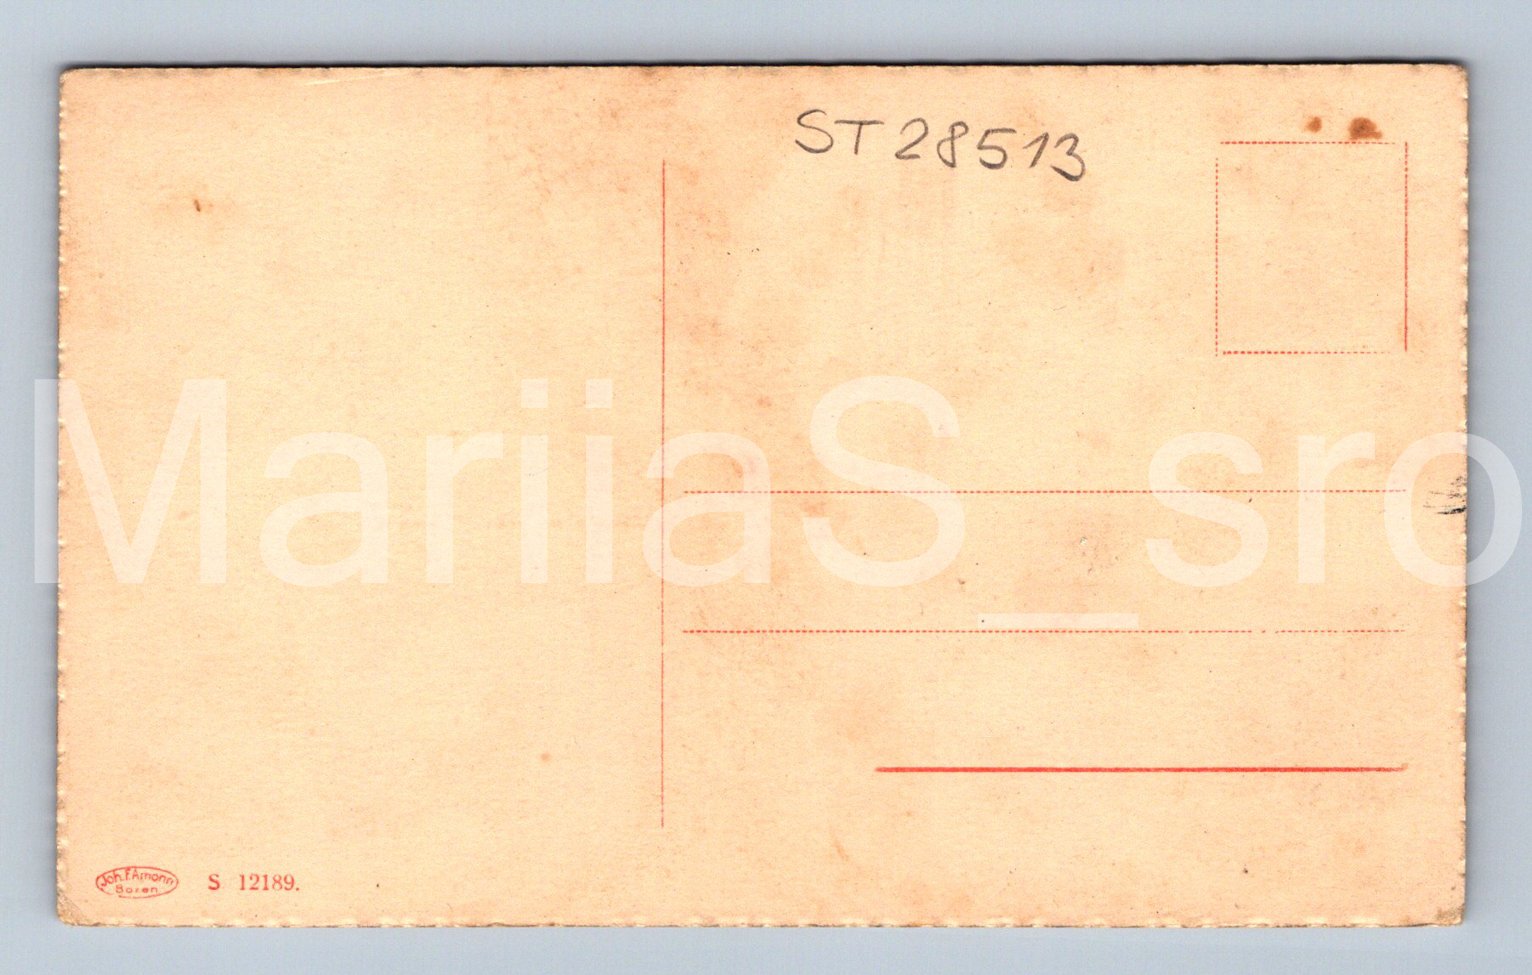 ST 28513
MariiaS_sro
Joh. F. Amonn
Bozen
S 12189.